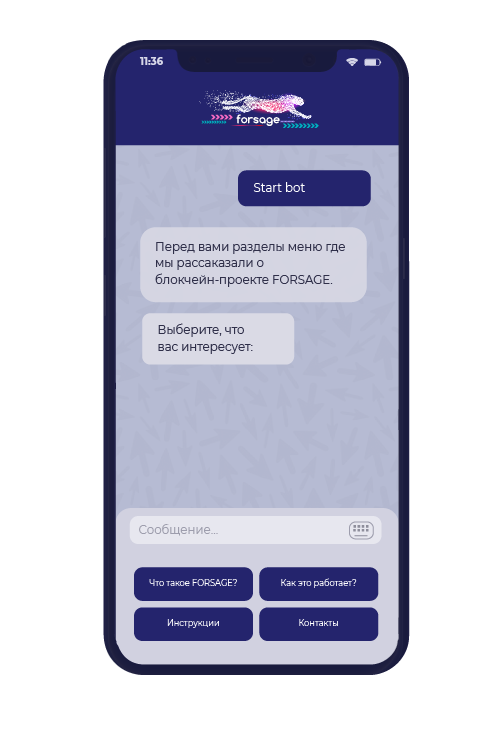 11:36
forsage
Start bot
Перед вами разделы меню где
мы рассаказали о
блокчейн-проекте FORSAGE.
Выберите, что
вас интересует:
Сообщение...
Что такое FORSAGE?
Как это работает?
Инструкции
Контакты